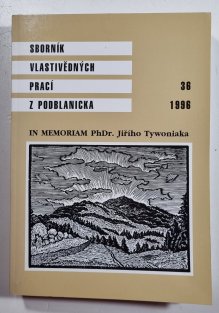 SBORNÍK
VLASTIVĚDNÝCH
PRACÍ 36
Z PODBLANICKA 1996
IN MEMORIAM PhDr. Jiřího Tywoniaka